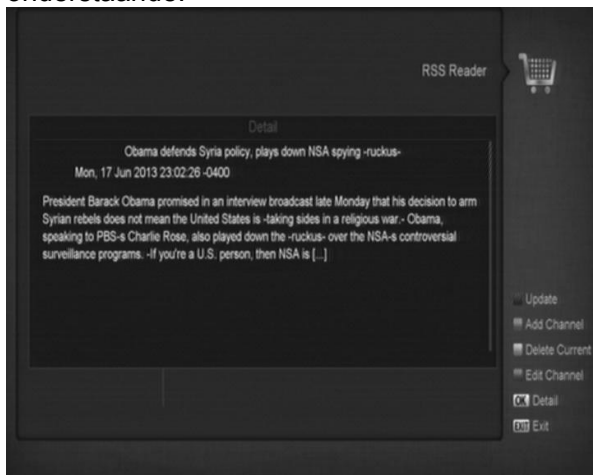 RSS Reader
Detail
Obama defends Syria policy, plays down NSA spying -ruckus-
Mon, 17 Jun 2013 23:02:26 -0400
President Barack Obama promised in an interview broadcast late Monday that his decision to arm
Syrian rebels does not mean the United States is -taking sides in a religious war.- Obama,
speaking to PBS-s Charlie Rose, also played down the -ruckus- over the NSA-s controversial
surveillance programs. -If you're a U.S. person, then NSA is [...]
Update
Add Channel
Delete Current
Edit Channel
OK Detail
EXIT Exit